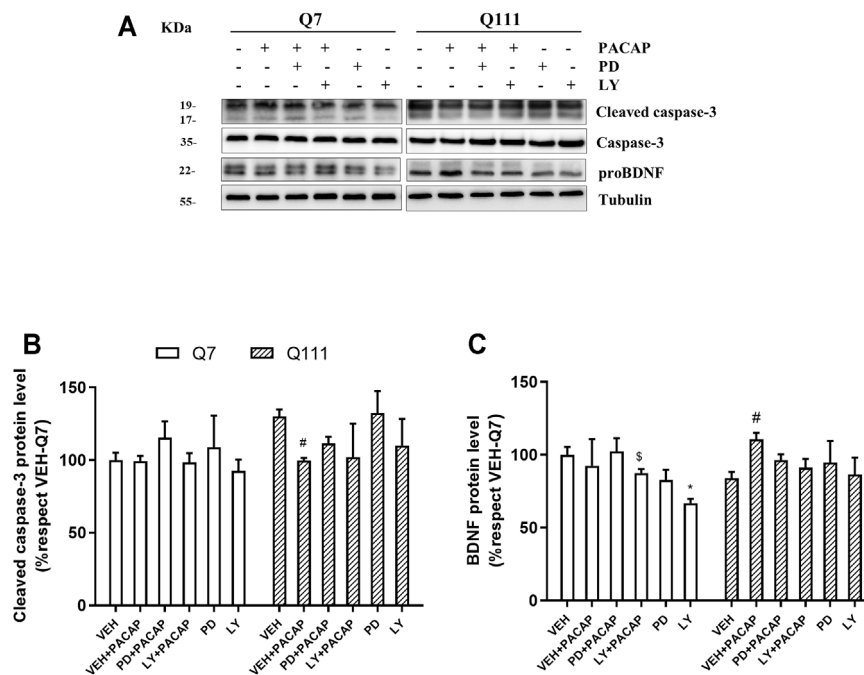 A
KDa
Q7
Q111
- + + + - - - + + + - - PACAP
- - + - + - - - + - + - PD
- - - + - + - - - + - + LY
19-
17-
Cleaved caspase-3
35-
Caspase-3
22-
proBDNF
55-
Tubulin
B
Q7
Q111
Cleaved caspase-3 protein level
(%respect VEH-Q7)
150
100
50
0
#
VEH
VEH+PACAP
PD+PACAP
LY+PACAP
PD
LY
VEH
VEH+PACAP
PD+PACAP
LY+PACAP
PD
LY
C
BDNF protein level
(%respect VEH-Q7)
150
100
50
0
$
*
#
VEH
VEH+PACAP
PD+PACAP
LY+PACAP
PD
LY
VEH
VEH+PACAP
PD+PACAP
LY+PACAP
PD
LY